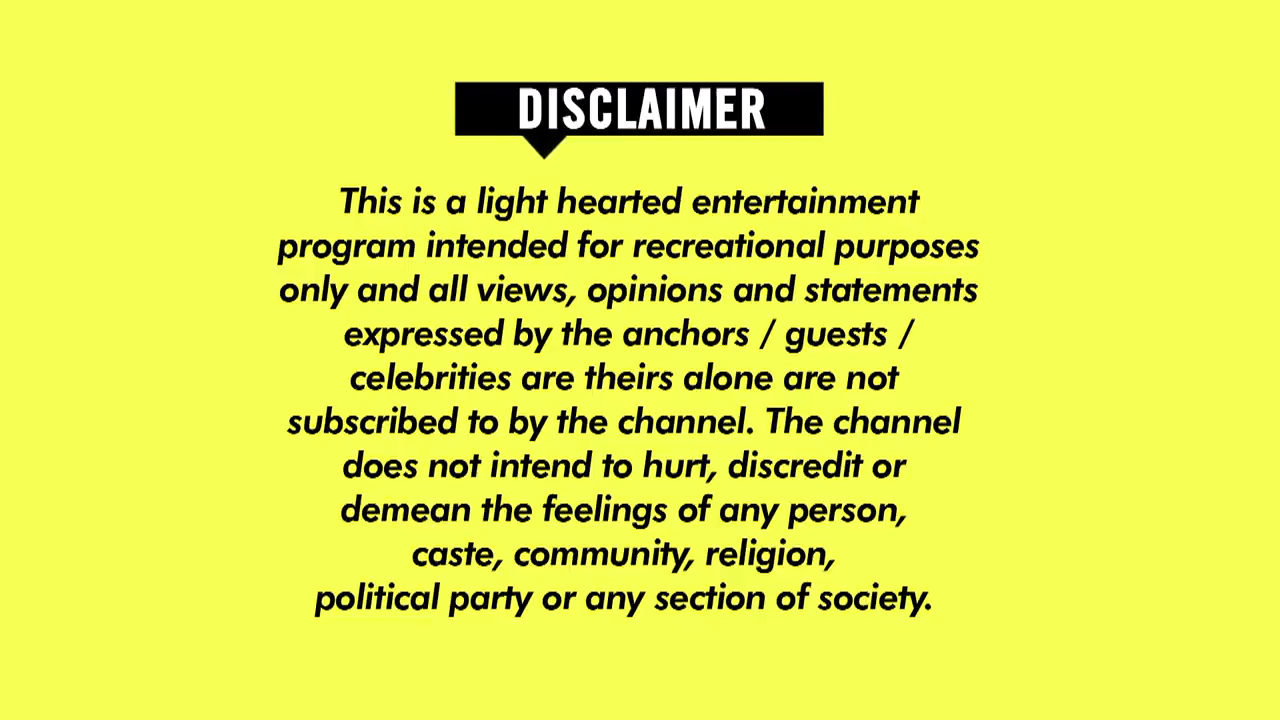 DISCLAIMER
This is a light hearted entertainment
program intended for recreational purposes
only and all views, opinions and statements
expressed by the anchors / guests /
celebrities are theirs alone are not
subscribed to by the channel. The channel
does not intend to hurt, discredit or
demean the feelings of any person,
caste, community, religion,
political party or any section of society.